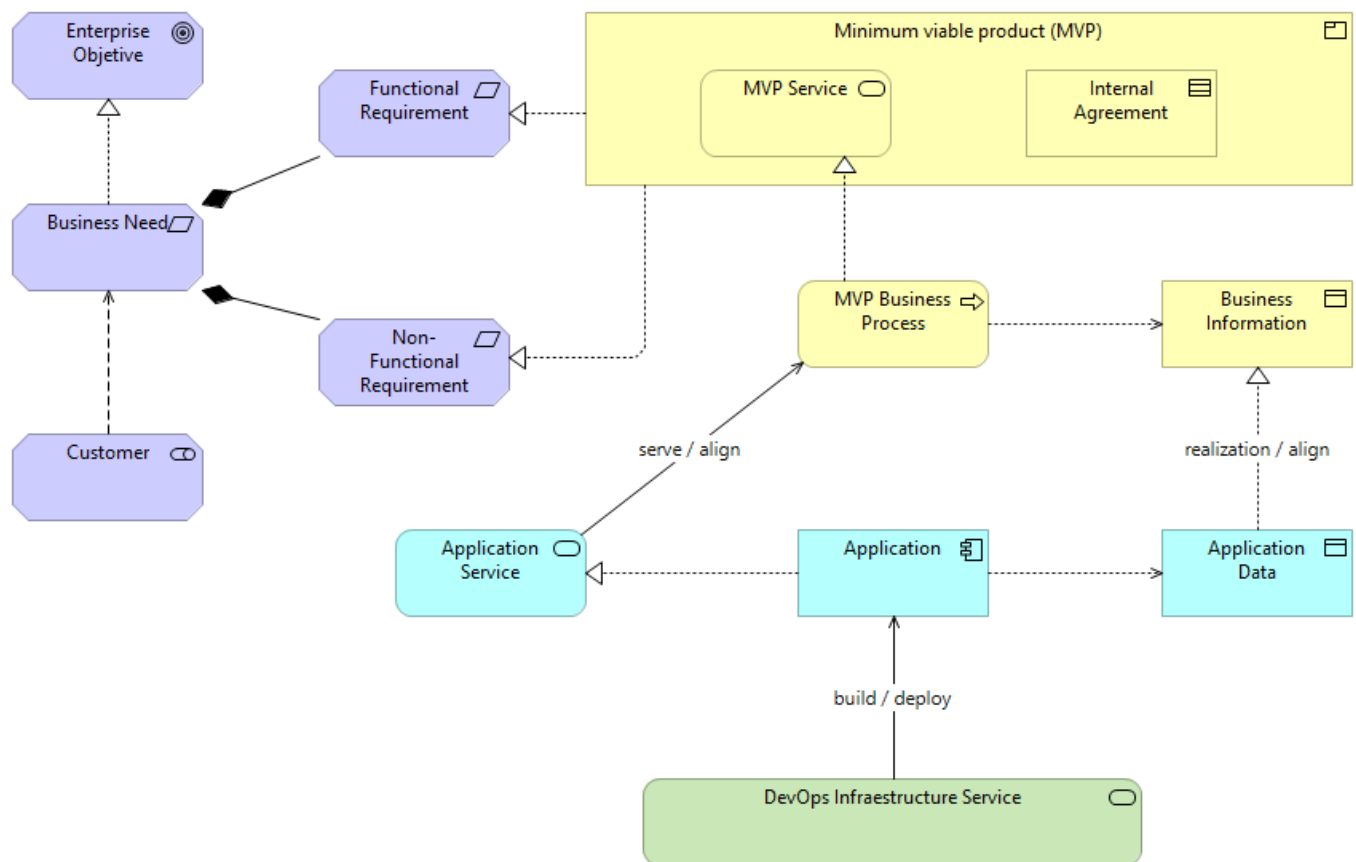 Enterprise
Objetive
Minimum viable product (MVP)
Functional
Requirement
MVP Service
Internal
Agreement
Business Need
MVP Business
Process
Business
Information
Non-
Functional
Requirement
Customer
serve / align
realization / align
Application
Service
Application
Application
Data
build / deploy
DevOps Infraestructure Service